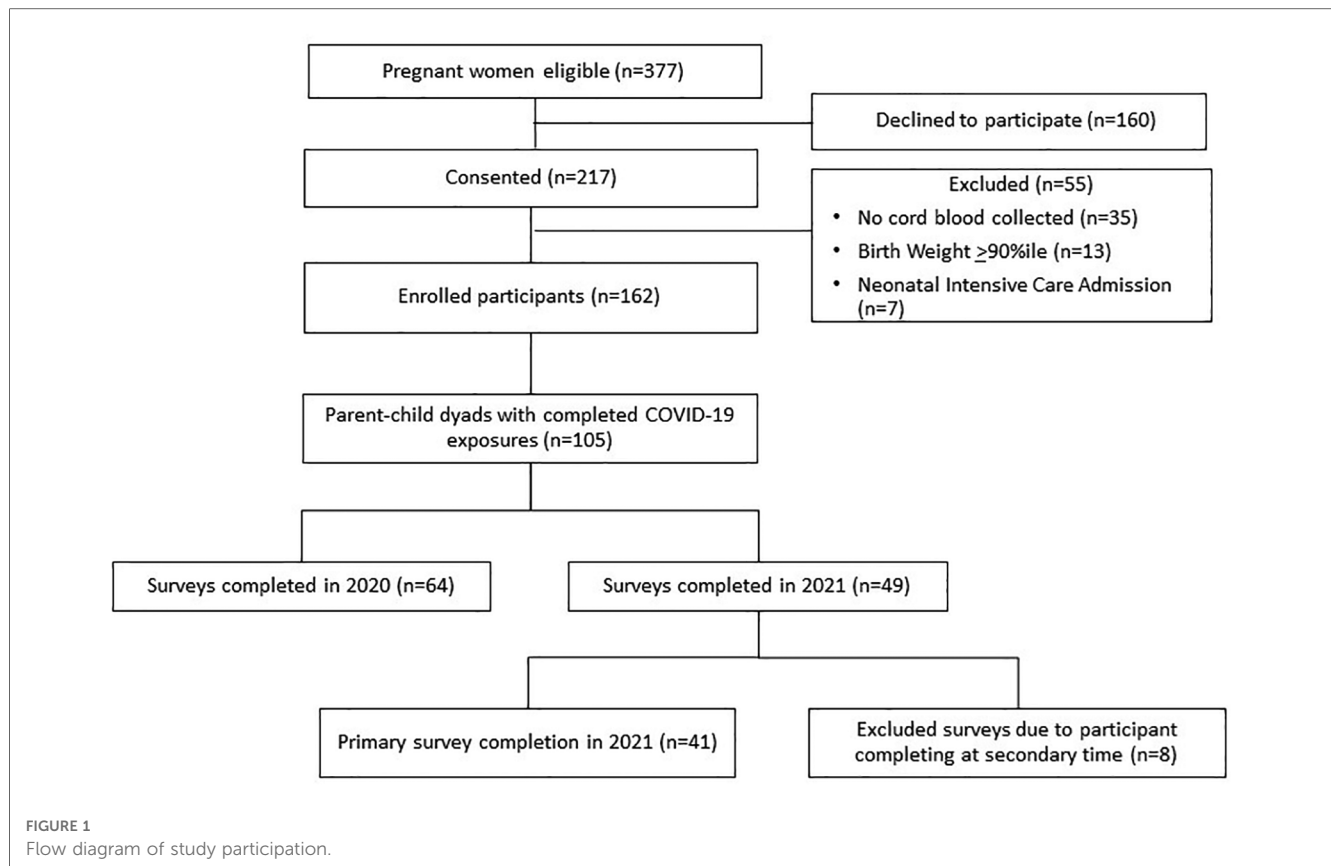 Pregnant women eligible (n=377)
Declined to participate (n=160)
Consented (n=217)
Excluded (n=55)
• No cord blood collected (n=35)
• Birth Weight ≥90%ile (n=13)
• Neonatal Intensive Care Admission
(n=7)
Enrolled participants (n=162)
Parent-child dyads with completed COVID-19
exposures (n=105)
Surveys completed in 2020 (n=64)
Surveys completed in 2021 (n=49)
Primary survey completion in 2021 (n=41)
Excluded surveys due to participant
completing at secondary time (n=8)
FIGURE 1
Flow diagram of study participation.